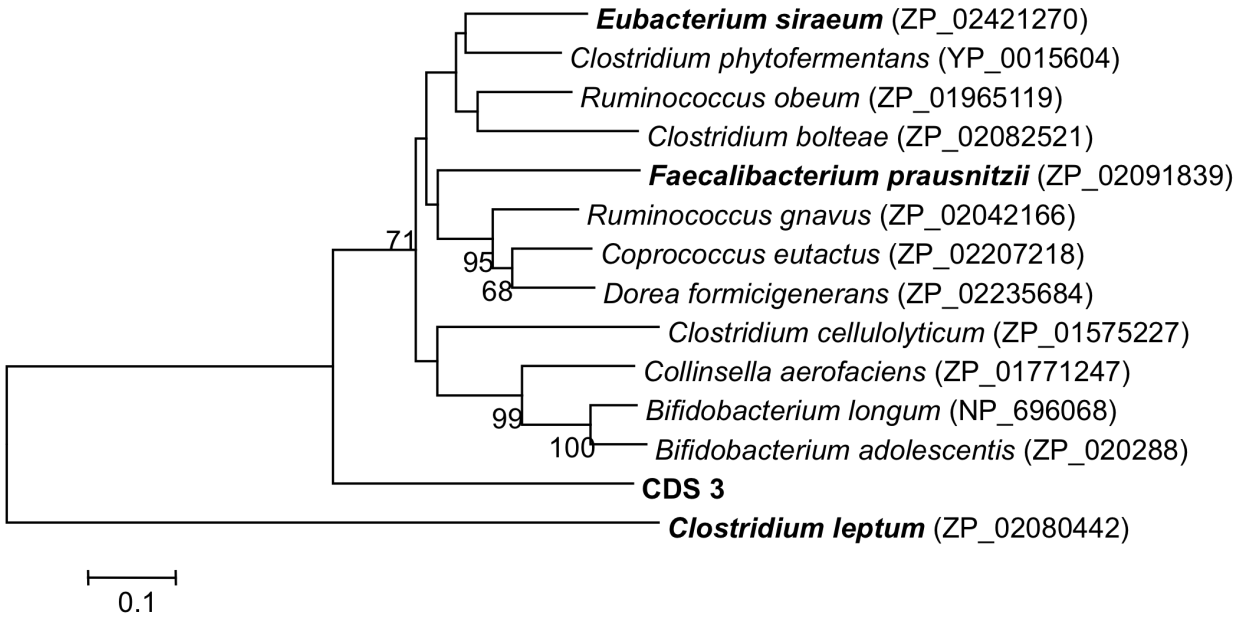 Eubacterium siraeum (ZP_02421270)
Clostridium phytofermentans (YP_0015604)
Ruminococcus obeum (ZP_01965119)
Clostridium bolteae (ZP_02082521)
Faecalibacterium prausnitzii (ZP_02091839)
Ruminococcus gnavus (ZP_02042166)
71
Coprococcus eutactus (ZP_02207218)
95
Dorea formicigenerans (ZP_02235684)
68
Clostridium cellulolyticum (ZP_01575227)
Collinsella aerofaciens (ZP_01771247)
Bifidobacterium longum (NP_696068)
99
Bifidobacterium adolescentis (ZP_020288)
100
CDS 3
Clostridium leptum (ZP_02080442)
0.1